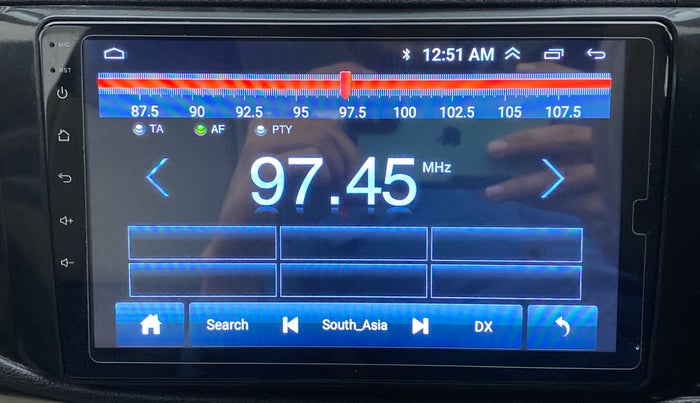 MIC
12:51 AM
RST
87.5 90 92.5 95 97.5 100 102.5 105 107.5
TA AF PTY
97.45 MHz
Search South_Asia DX